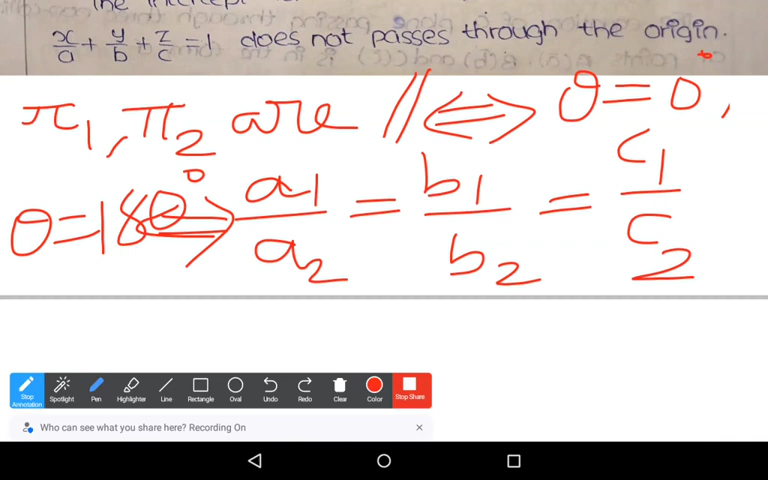 the intercept
x/a + y/b + z/c = 1 does not passes through the origin.
π₁, π₂ are // ⟺ θ = 0,
θ = 180° ⟺ a₁/a₂ = b₁/b₂ = c₁/c₂
Stop Annotation Spotlight Pen Highlighter Line Rectangle Oval Undo Redo Clear Color Stop Share
Who can see what you share here? Recording On